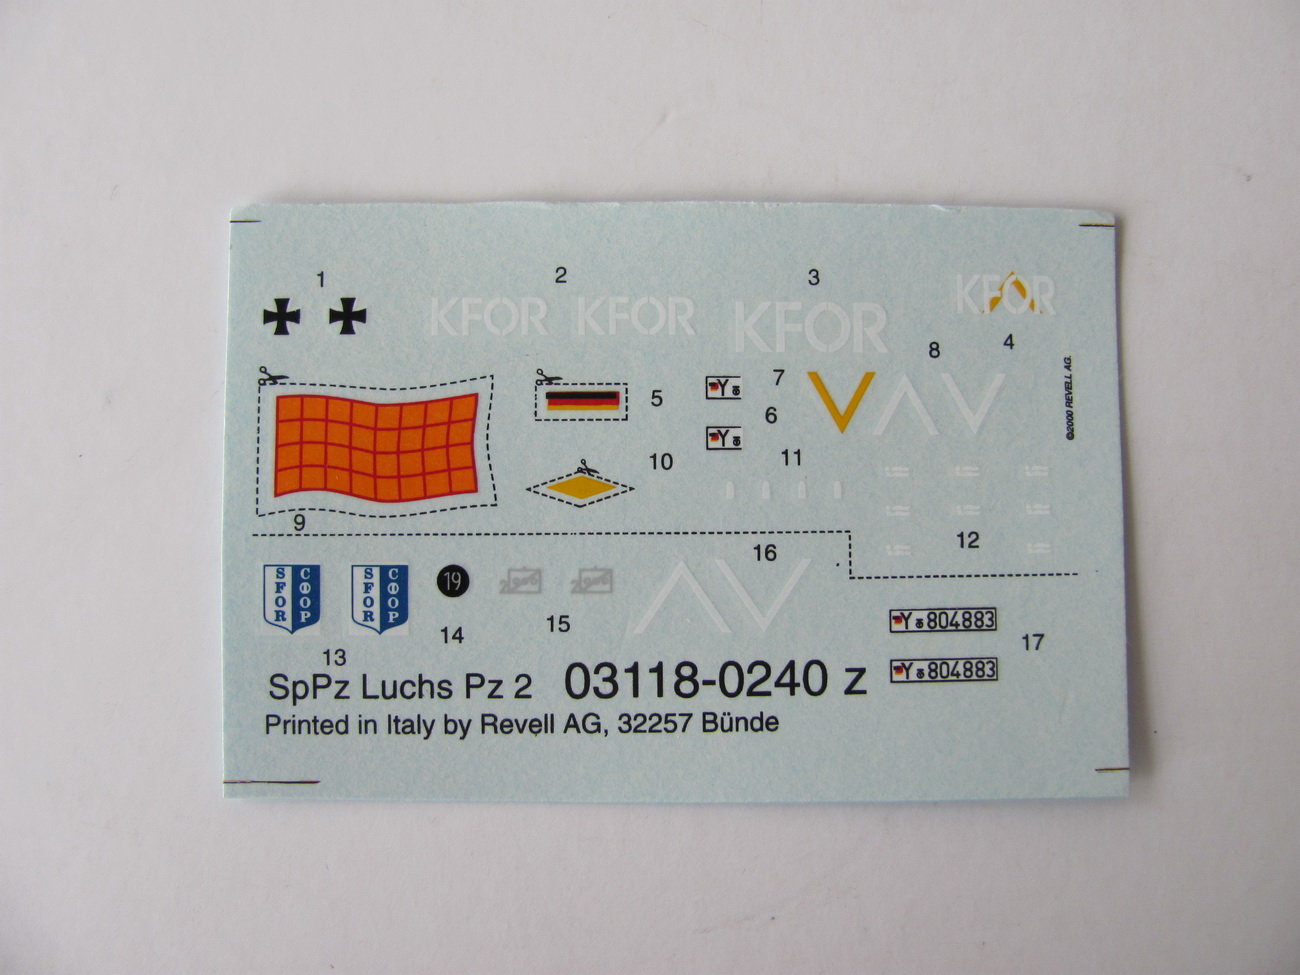 1
2
3
KFOR KFOR
KFOR
KFOR
4
8
5
Y
7
6
Y
10
11
©2000 REVELL AG.
9
12
16
SFOR СФОР
SFOR СФОР
19
13
14
15
Y 804883
17
Y 804883
SpPz Luchs Pz 2 03118-0240 z
Printed in Italy by Revell AG, 32257 Bünde